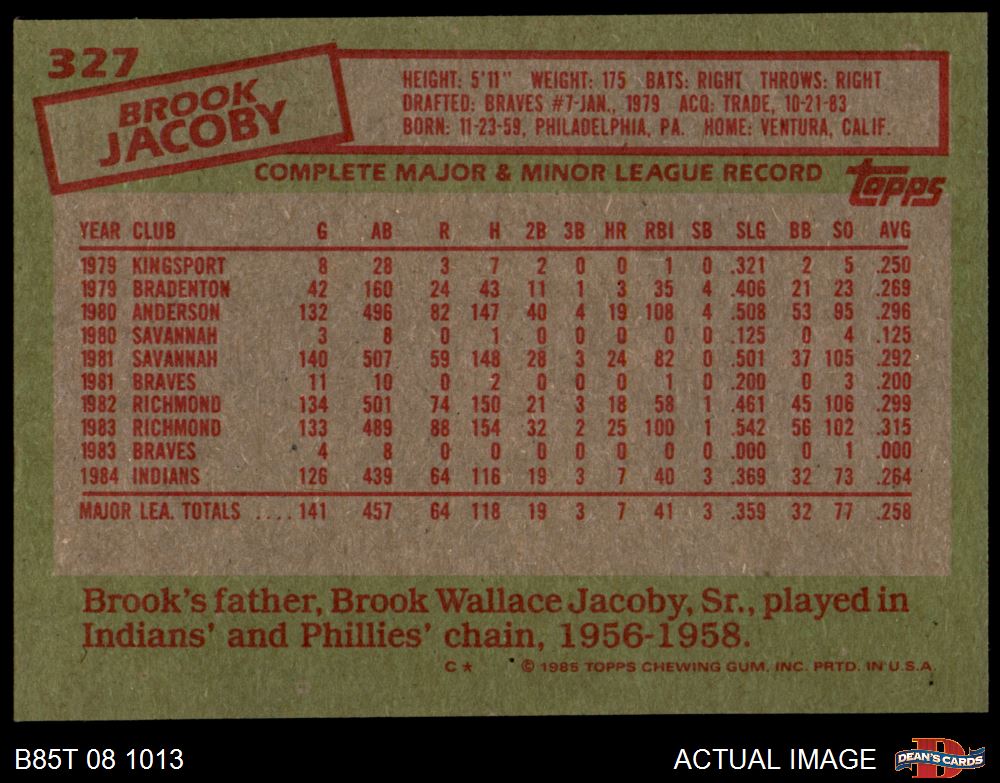 327
BROOK
JACOBY
HEIGHT: 5'11" WEIGHT: 175 BATS: RIGHT THROWS: RIGHT
DRAFTED: BRAVES #7-JAN., 1979 ACQ: TRADE, 10-21-83
BORN: 11-23-59, PHILADELPHIA, PA. HOME: VENTURA, CALIF.
COMPLETE MAJOR & MINOR LEAGUE RECORD
topps
YEAR CLUB G AB R H 2B 3B HR RBI SB SLG BB SO AVG
1979 KINGSPORT 8 28 3 7 2 0 0 1 0 .321 2 5 .250
1979 BRADENTON 42 160 24 43 11 1 3 35 4 .406 21 23 .269
1980 ANDERSON 132 496 82 147 40 4 19 108 4 .508 53 95 .296
1980 SAVANNAH 3 8 0 1 0 0 0 0 0 .125 0 4 .125
1981 SAVANNAH 140 507 59 148 28 3 24 82 0 .501 37 105 .292
1981 BRAVES 11 10 0 2 0 0 0 1 0 .200 0 3 .200
1982 RICHMOND 134 501 74 150 21 3 18 58 1 .461 45 106 .299
1983 RICHMOND 133 489 88 154 32 2 25 100 1 .542 56 102 .315
1983 BRAVES 4 8 0 0 0 0 0 0 0 .000 0 1 .000
1984 INDIANS 126 439 64 116 19 3 7 40 3 .369 32 73 .264
MAJOR LEA. TOTALS .... 141 457 64 118 19 3 7 41 3 .359 32 77 .258
Brook's father, Brook Wallace Jacoby, Sr., played in
Indians' and Phillies' chain, 1956-1958.
C * © 1985 TOPPS CHEWING GUM, INC. PRTD. IN U.S.A.
B85T 08 1013 ACTUAL IMAGE
D
DEAN'S CARDS